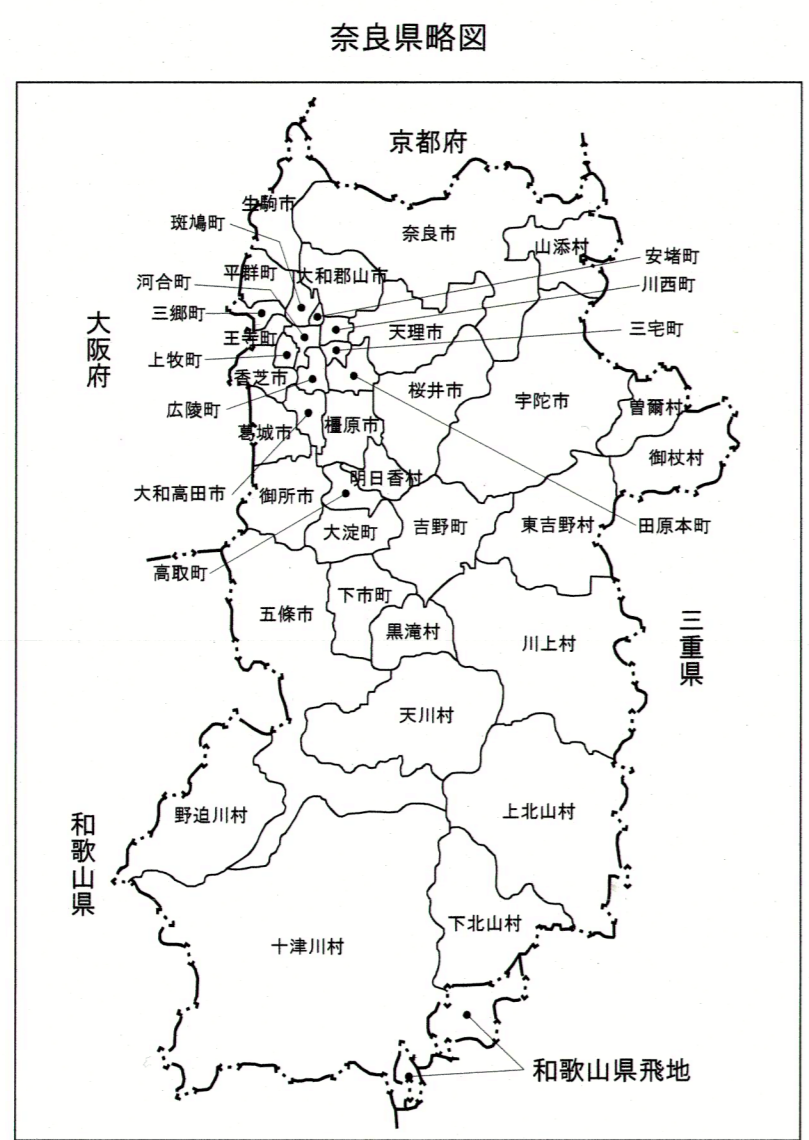 奈良県略図
京都府
生駒市
斑鳩町
奈良市
山添村
安堵町
平群町
大和郡山市
河合町
川西町
三郷町
大阪府
王寺町
天理市
三宅町
上牧町
香芝市
桜井市
宇陀市
曽爾村
広陵町
葛城市
橿原市
御杖村
明日香村
大和高田市
御所市
大淀町
吉野町
東吉野村
田原本町
高取町
五條市
下市町
黒滝村
川上村
三重県
天川村
野迫川村
上北山村
和歌山県
下北山村
十津川村
和歌山県飛地